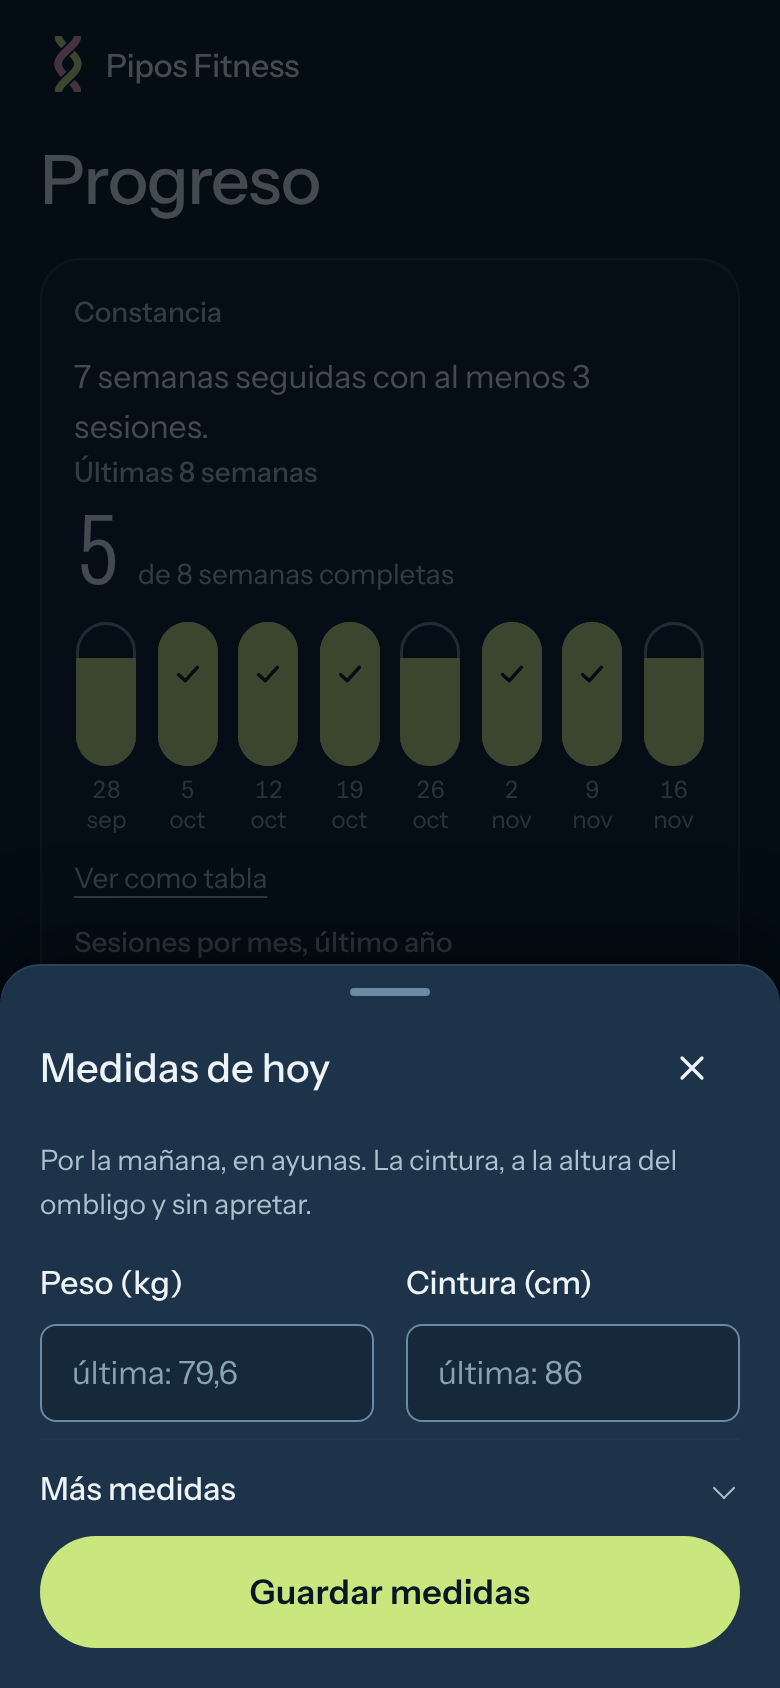 Pipos Fitness
Progreso
Constancia
7 semanas seguidas con al menos 3
sesiones.
Últimas 8 semanas
5 de 8 semanas completas
28 5 12 19 26 2 9 16
sep oct oct oct oct nov nov nov
Ver como tabla
Sesiones por mes, último año
Medidas de hoy
Por la mañana, en ayunas. La cintura, a la altura del
ombligo y sin apretar.
Peso (kg) Cintura (cm)
última: 79,6 última: 86
Más medidas
Guardar medidas